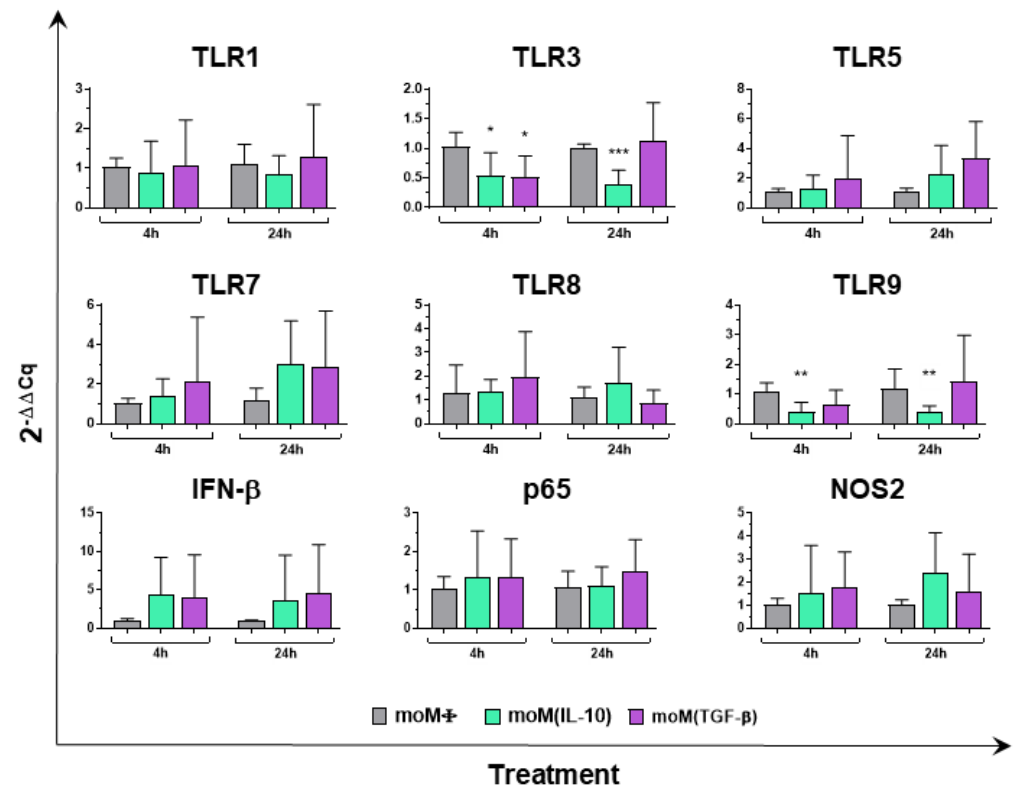 TLR1 TLR3 TLR5
3 2.0 8
2 1.5 6
1 1.0 4
0 0.5 2
0.0 0
* * ***
4h 24h 4h 24h 4h 24h
TLR7 TLR8 TLR9
6 5 4
4 4 3
2 3 2
0 2 1
1 0
0
** **
4h 24h 4h 24h 4h 24h
IFN-β p65 NOS2
15 3 5
10 2 4
5 1 3
0 0 2
1
0
4h 24h 4h 24h 4h 24h
2-ΔΔCq
moMΦ moM(IL-10) moM(TGF-β)
Treatment